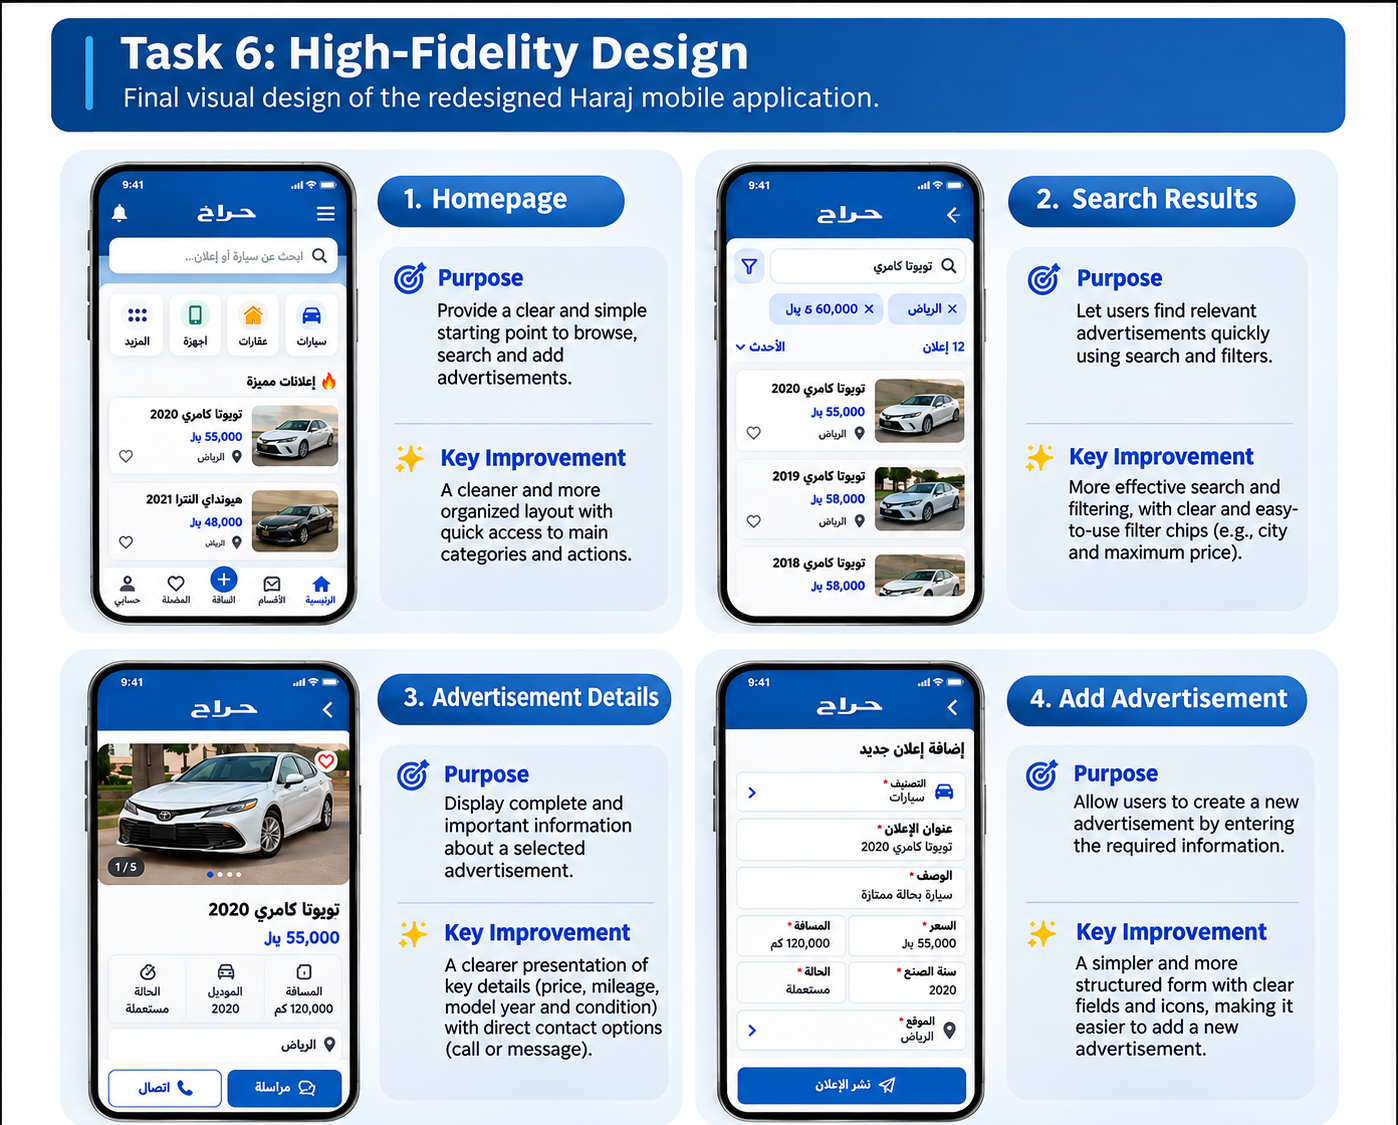 Task 6: High-Fidelity Design
Final visual design of the redesigned Haraj mobile application.
9:41
حراخ
ابحث عن سيارة أو إعلان...
سيارات
عقارات
أجهزة
المزيد
إعلانات مميزة
تويوتا كامري 2020
55,000 يال
الرياض
هيونداي النترا 2021
48,000 يال
الرياض
الرئيسية
الأقسام
المضلة
حسابي
1. Homepage
Purpose
Provide a clear and simple
starting point to browse,
search and add
advertisements.
Key Improvement
A cleaner and more
organized layout with
quick access to main
categories and actions.
9:41
حراج
تويوتا كامري
الرياض ×
60,000 يال ×
12 إعلان
الأحدث
تويوتا كامري 2020
55,000 يال
الرياض
تويوتا كامري 2019
58,000 يال
الرياض
تويوتا كامري 2018
58,000 يال
2. Search Results
Purpose
Let users find relevant
advertisements quickly
using search and filters.
Key Improvement
More effective search and
filtering, with clear and easy-
to-use filter chips (e.g., city
and maximum price).
9:41
حراج
1/5
تويوتا كامري 2020
55,000 يال
المسافة
120,000 كم
الموديل
2020
الحالة
مستعملة
الرياض
مراسلة
اتصال
3. Advertisement Details
Purpose
Display complete and
important information
about a selected
advertisement.
Key Improvement
A clearer presentation of
key details (price, mileage,
model year and condition)
with direct contact options
(call or message).
9:41
حراج
إضافة إعلان جديد
التصنيف *
سيارات
عنوان الإعلان *
تويوتا كامري 2020
الوصف *
سيارة بحالة ممتازة
السعر *
55,000 يال
المسافة *
120,000 كم
سنة الصنع *
2020
الحالة *
مستعملة
الموقع *
الرياض
نشر الإعلان
4. Add Advertisement
Purpose
Allow users to create a new
advertisement by entering
the required information.
Key Improvement
A simpler and more
structured form with clear
fields and icons, making it
easier to add a new
advertisement.